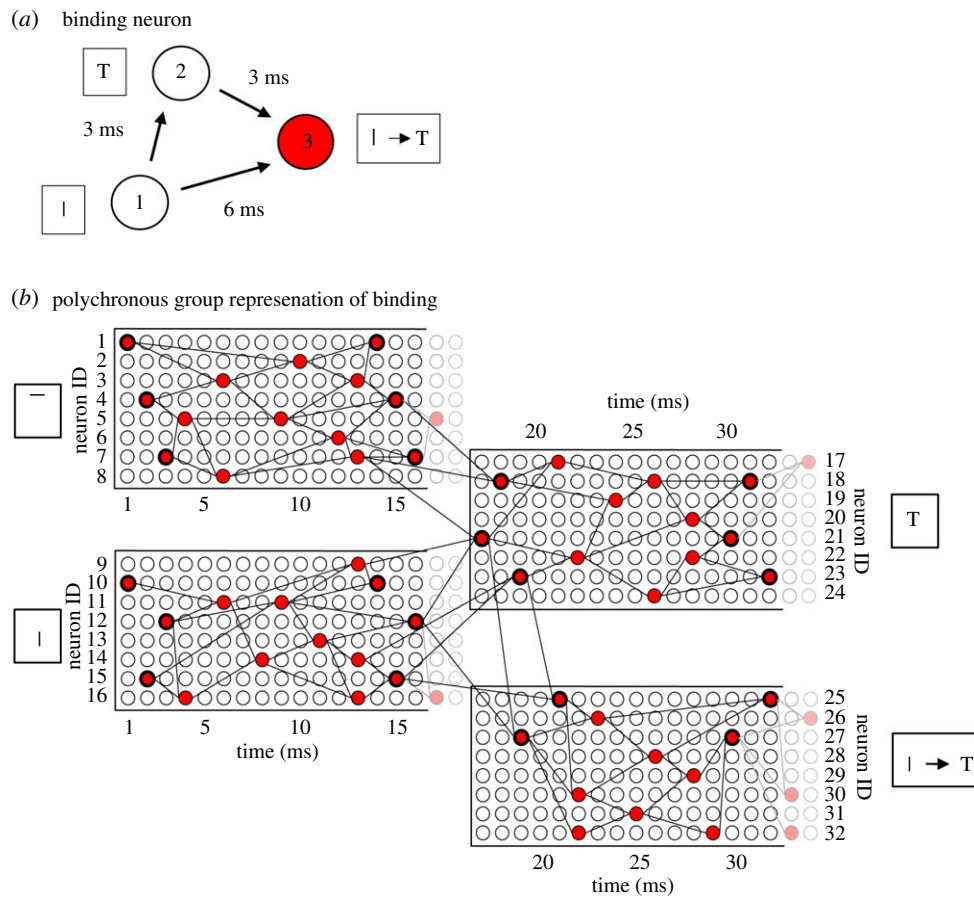 (a) binding neuron
T
2
3 ms
3 ms
3
| → T
|
1
6 ms
(b) polychronous group represenation of binding
neuron ID
1
2
3
4
5
6
7
8
1 5 10 15
time (ms)
20 25 30
17
18
19
20
21
22
23
24
neuron ID
T
neuron ID
9
10
11
12
13
14
15
16
|
1 5 10 15
time (ms)
25
26
27
28
29
30
31
32
neuron ID
| → T
20 25 30
time (ms)